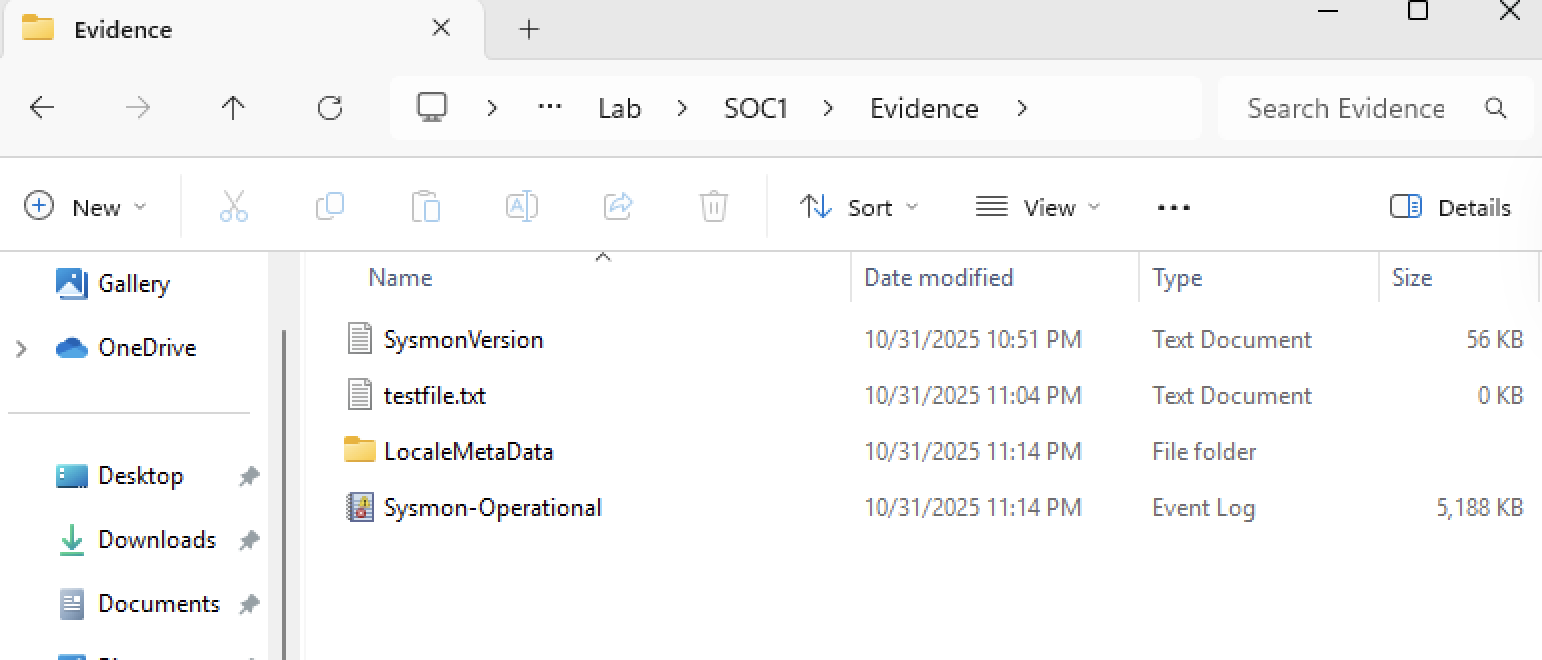 Evidence
Lab > SOC1 > Evidence >
Search Evidence
New
Sort
View
Details
Name Date modified Type Size
Gallery
SysmonVersion 10/31/2025 10:51 PM Text Document 56 KB
OneDrive
testfile.txt 10/31/2025 11:04 PM Text Document 0 KB
LocaleMetaData 10/31/2025 11:14 PM File folder
Desktop
Sysmon-Operational 10/31/2025 11:14 PM Event Log 5,188 KB
Downloads
Documents